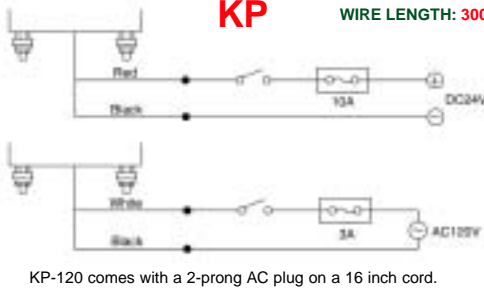 KP
WIRE LENGTH: 300
Red
10A
DC24V
Black
White
3A
AC120V
Black
KP-120 comes with a 2-prong AC plug on a 16 inch cord.